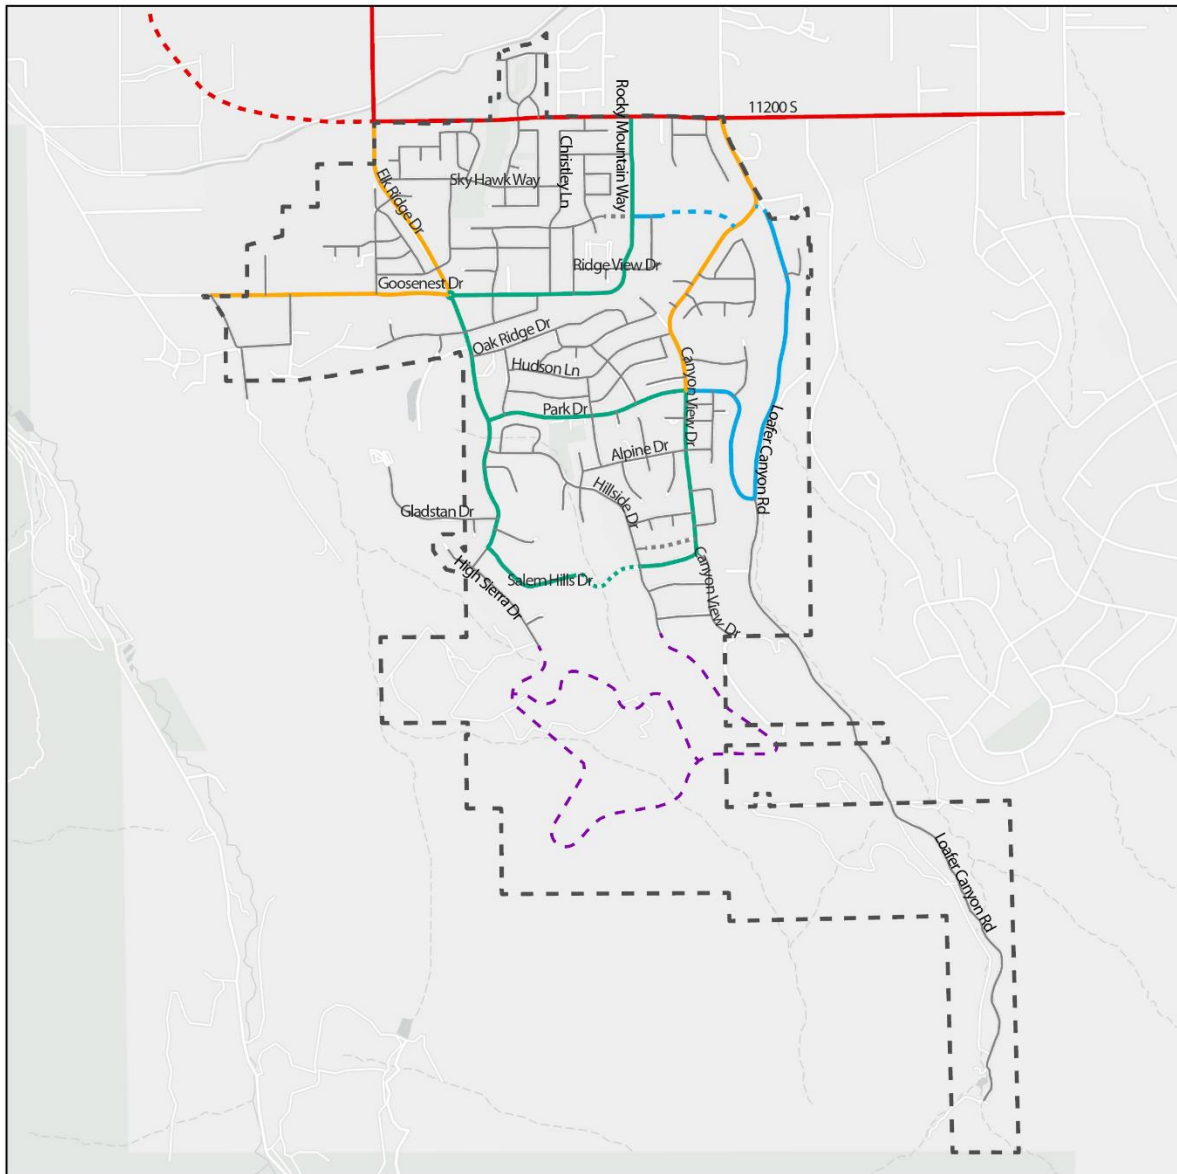 11200 S
Rocky Mountain Way
Christley Ln
Sky Hawk Way
Elk Ridge Dr
Ridge View Dr
Goosenest Dr
Oak Ridge Dr
Hudson Ln
Canyon View Dr
Park Dr
Loafer Canyon Rd
Alpine Dr
Hillside Dr
Gladstan Dr
High Sierra Dr
Salem Hills Dr
Canyon View Dr
Loafer Canyon Rd